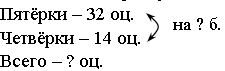 Пятёрки – 32 оц.
на ? б.
Четвёрки – 14 оц.
Всего – ? оц.